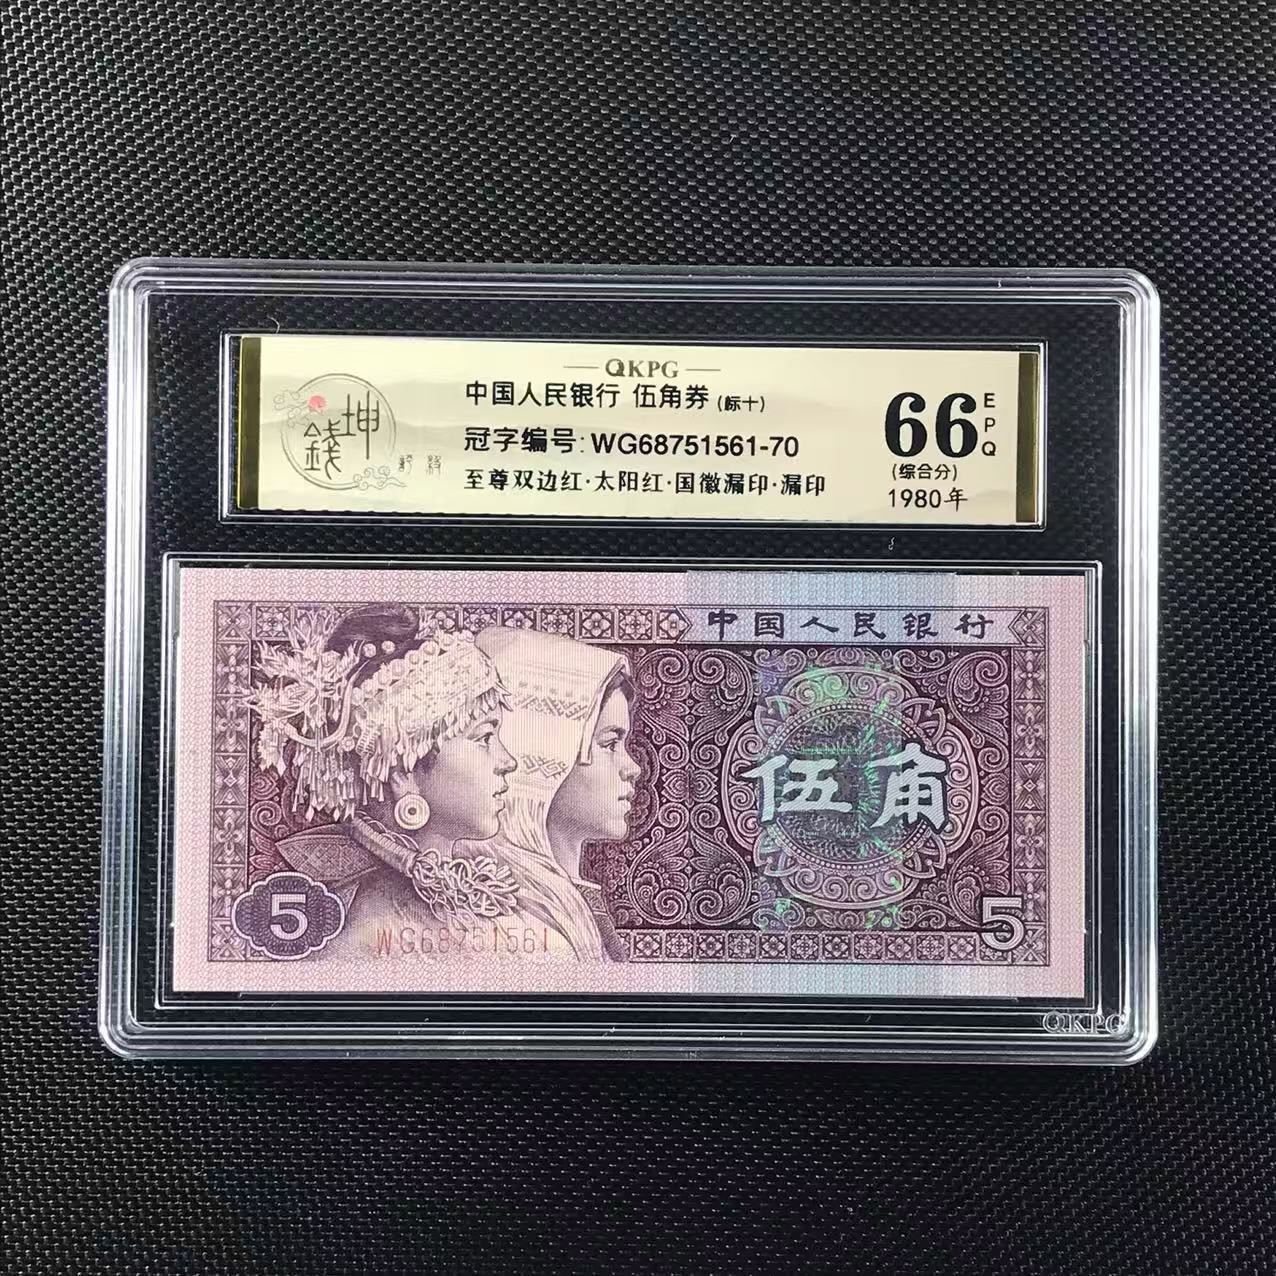 QKPG
中国人民银行 伍角券 (标十)
冠字编号: WG68751561-70
至尊双边红·太阳红·国徽漏印·漏印
坤
錢
66
EPQ
(综合分)
1980年
中国人民银行
伍角
5
WG68751561
5
QKPG